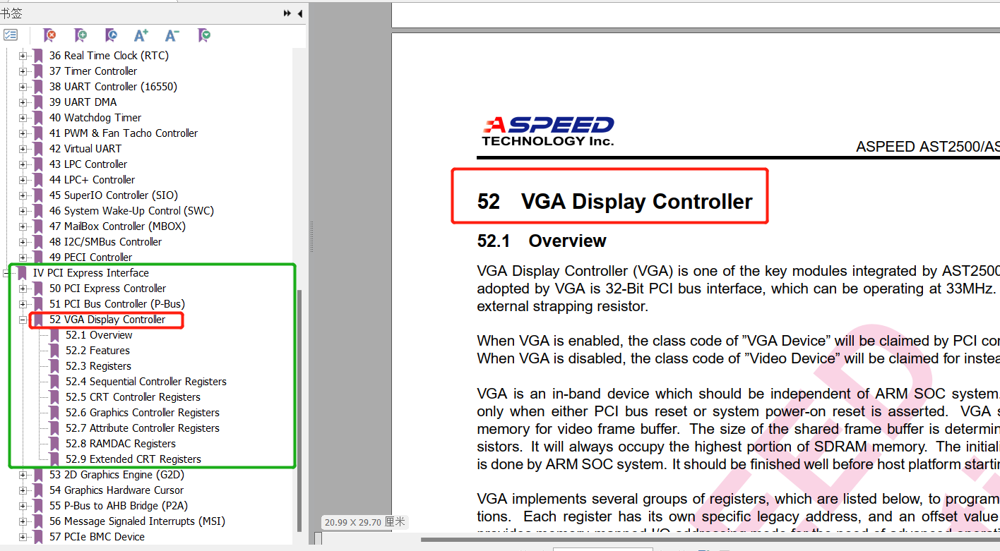 书签
36 Real Time Clock (RTC)
37 Timer Controller
38 UART Controller (16550)
39 UART DMA
40 Watchdog Timer
41 PWM & Fan Tacho Controller
42 Virtual UART
43 LPC Controller
44 LPC+ Controller
45 SuperIO Controller (SIO)
46 System Wake-Up Control (SWC)
47 MailBox Controller (MBOX)
48 I2C/SMBus Controller
49 PECI Controller
IV PCI Express Interface
50 PCI Express Controller
51 PCI Bus Controller (P-Bus)
52 VGA Display Controller
52.1 Overview
52.2 Features
52.3 Registers
52.4 Sequential Controller Registers
52.5 CRT Controller Registers
52.6 Graphics Controller Registers
52.7 Attribute Controller Registers
52.8 RAMDAC Registers
52.9 Extended CRT Registers
53 2D Graphics Engine (G2D)
54 Graphics Hardware Cursor
55 P-Bus to AHB Bridge (P2A)
56 Message Signaled Interrupts (MSI)
57 PCIe BMC Device
ASPEED
TECHNOLOGY Inc.
ASPEED AST2500/AS
52 VGA Display Controller
52.1 Overview
VGA Display Controller (VGA) is one of the key modules integrated by AST2500
adopted by VGA is 32-Bit PCI bus interface, which can be operating at 33MHz.
external strapping resistor.
When VGA is enabled, the class code of ”VGA Device” will be claimed by PCI con
When VGA is disabled, the class code of ”Video Device” will be claimed for instea
VGA is an in-band device which should be independent of ARM SOC system.
only when either PCI bus reset or system power-on reset is asserted. VGA s
memory for video frame buffer. The size of the shared frame buffer is determin
sistors. It will always occupy the highest portion of SDRAM memory. The initiali
is done by ARM SOC system. It should be finished well before host platform startin
VGA implements several groups of registers, which are listed below, to program
tions. Each register has its own specific legacy address, and an offset value
20.99 X 29.70 厘米